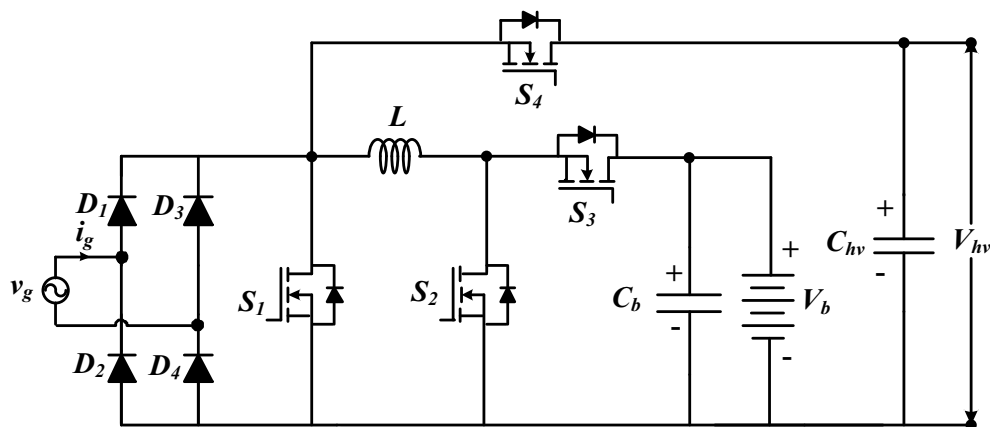 S4
L
D1
D3
S3
ig
+
Chv
-
Vhv
vg
S1
S2
+
Cb
-
+
Vb
-
D2
D4